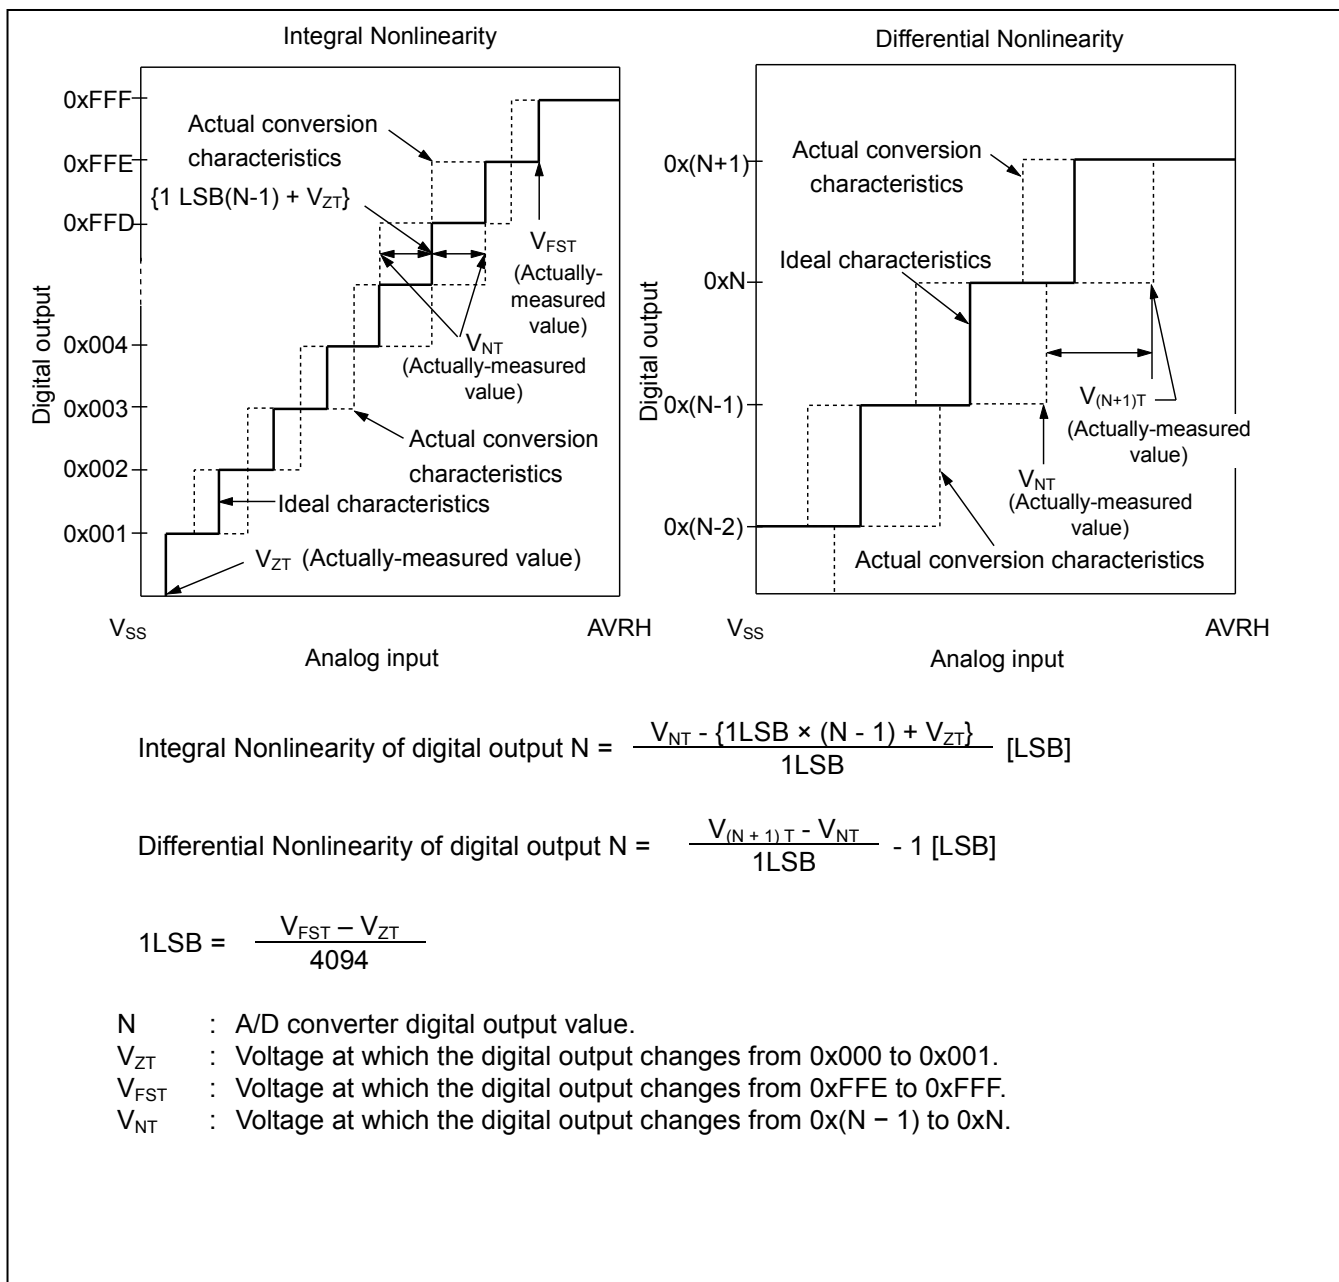 Integral Nonlinearity
0xFFF
0xFFE
0xFFD
0x004
0x003
0x002
0x001
Digital output
Actual conversion
characteristics
{1 LSB(N-1) + VZT}
VFST
(Actually-
measured
value)
VNT
(Actually-measured
value)
Actual conversion
characteristics
Ideal characteristics
VZT (Actually-measured value)
VSS
AVRH
Analog input
Differential Nonlinearity
0x(N+1)
0xN
0x(N-1)
0x(N-2)
Digital output
Actual conversion
characteristics
Ideal characteristics
V(N+1)T
(Actually-measured
value)
VNT
(Actually-measured
value)
Actual conversion characteristics
VSS
AVRH
Analog input
Integral Nonlinearity of digital output N = VNT - {1LSB × (N - 1) + VZT} / 1LSB [LSB]
Differential Nonlinearity of digital output N = V(N + 1) T - VNT / 1LSB - 1 [LSB]
1LSB = VFST – VZT / 4094
N : A/D converter digital output value.
VZT : Voltage at which the digital output changes from 0x000 to 0x001.
VFST : Voltage at which the digital output changes from 0xFFE to 0xFFF.
VNT : Voltage at which the digital output changes from 0x(N − 1) to 0xN.